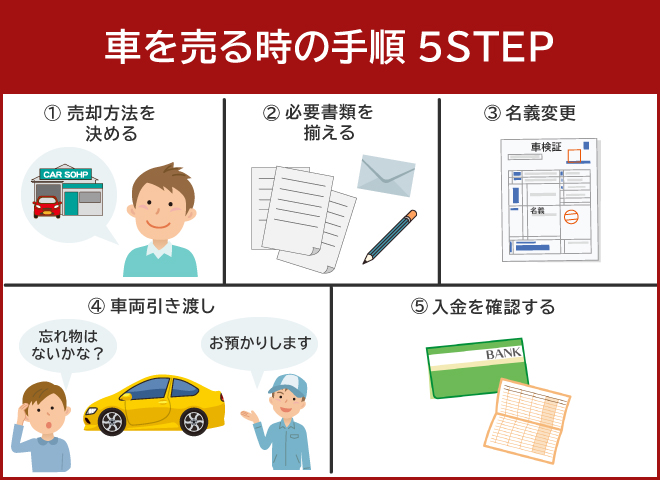 車を売る時の手順 5STEP
① 売却方法を
決める
CAR SOHP
② 必要書類を
揃える
③ 名義変更
車検証
名義
④ 車両引き渡し
忘れ物は
ないかな？
お預かりします
⑤ 入金を確認する
BANK